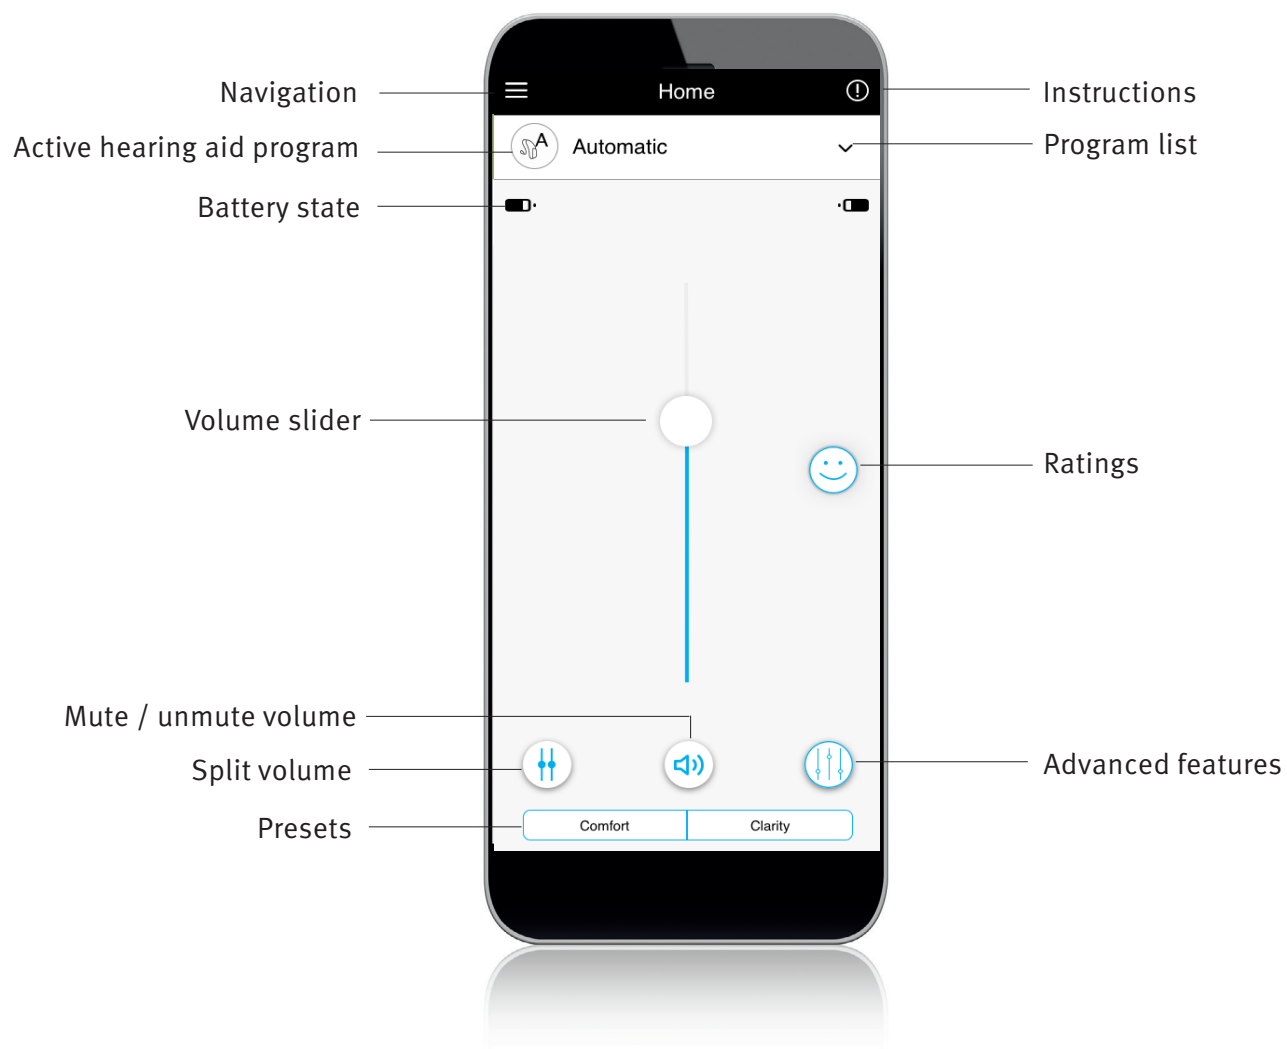 Navigation
Home
Instructions
Active hearing aid program
A
Automatic
Program list
Battery state
Volume slider
Ratings
Mute / unmute volume
Split volume
Advanced features
Presets
Comfort
Clarity